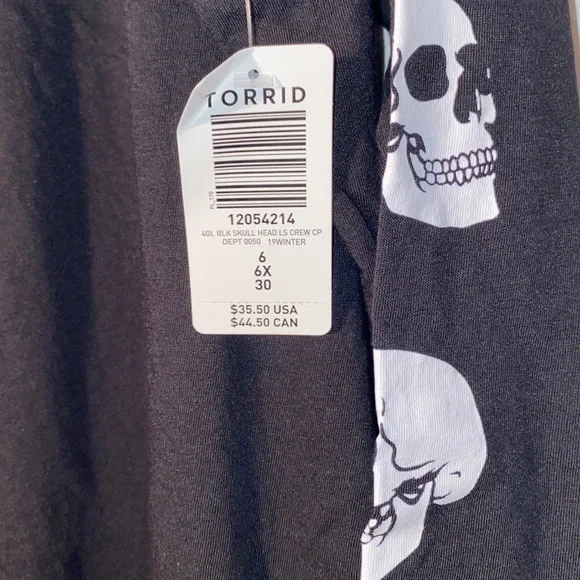 TORRID
12054214
4GL BLK SKULL HEAD LS CREW CP
DEPT 0050 19WINTER
6
6X
30
$35.50 USA
$44.50 CAN